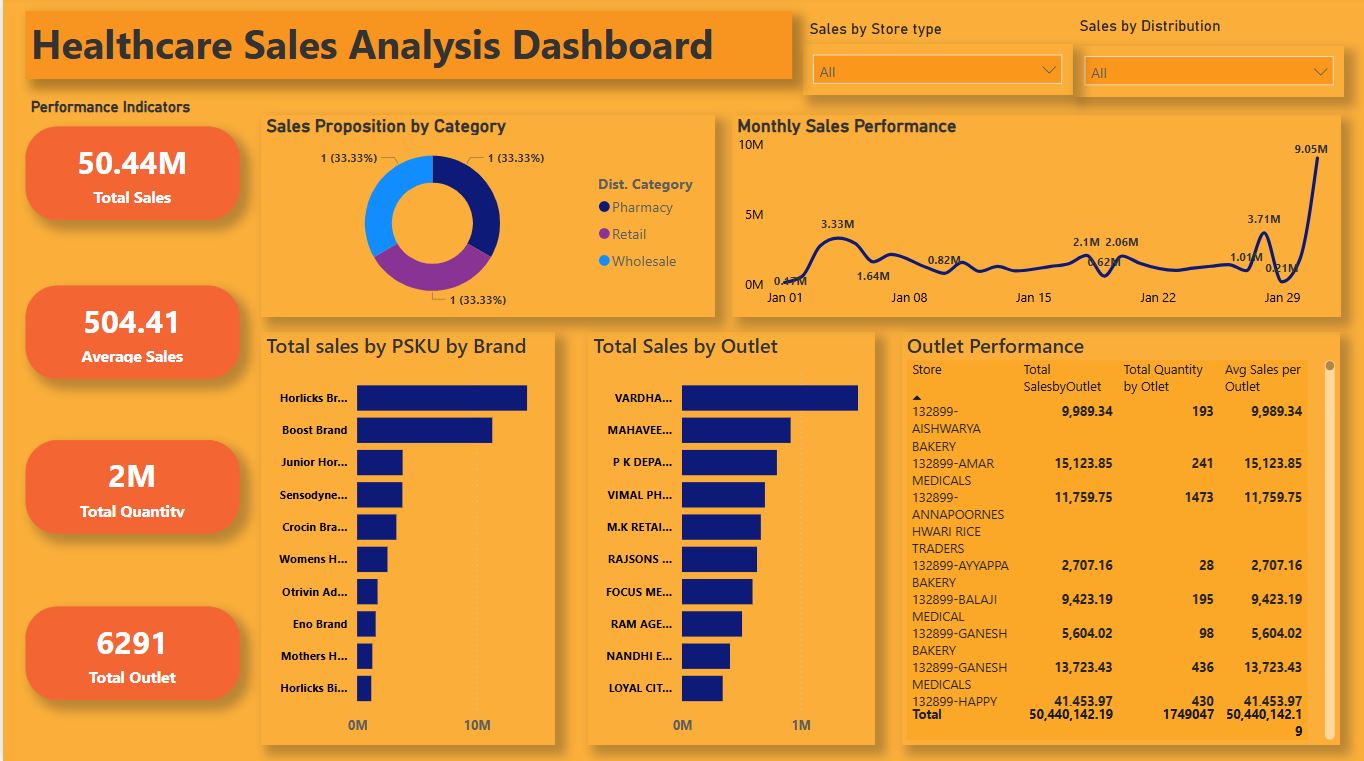 Healthcare Sales Analysis Dashboard
Sales by Store type
All
Sales by Distribution
All
Performance Indicators
50.44M
Total Sales
504.41
Average Sales
2M
Total Quantity
6291
Total Outlet
Sales Proposition by Category
1 (33.33%)
1 (33.33%)
1 (33.33%)
Dist. Category
Pharmacy
Retail
Wholesale
Monthly Sales Performance
10M
5M
0M
0.17M
3.33M
1.64M
0.82M
2.1M
0.62M
2.06M
1.01M
3.71M
0.21M
9.05M
Jan 01
Jan 08
Jan 15
Jan 22
Jan 29
Total sales by PSKU by Brand
Horlicks Br...
Boost Brand
Junior Hor...
Sensodyne...
Crocin Bra...
Womens H...
Otrivin Ad...
Eno Brand
Mothers H...
Horlicks Bi...
0M
10M
Total Sales by Outlet
VARDHA...
MAHAVEE...
P K DEPA...
VIMAL PH...
M.K RETAI...
RAJSONS ...
FOCUS ME...
RAM AGE...
NANDHI E...
LOYAL CIT...
0M
1M
Outlet Performance
Store Total Total Quantity Avg Sales per
SalesbyOutlet by Otlet Outlet
132899- 9,989.34 193 9,989.34
AISHWARYA
BAKERY
132899-AMAR 15,123.85 241 15,123.85
MEDICALS
132899- 11,759.75 1473 11,759.75
ANNAPOORNES
HWARI RICE
TRADERS
132899-AYYAPPA 2,707.16 28 2,707.16
BAKERY
132899-BALAJI 9,423.19 195 9,423.19
MEDICAL
132899-GANESH 5,604.02 98 5,604.02
BAKERY
132899-GANESH 13,723.43 436 13,723.43
MEDICALS
132899-HAPPY 41,453.97 430 41,453.97
Total 50,440,142.19 1749047 50,440,142.1
9